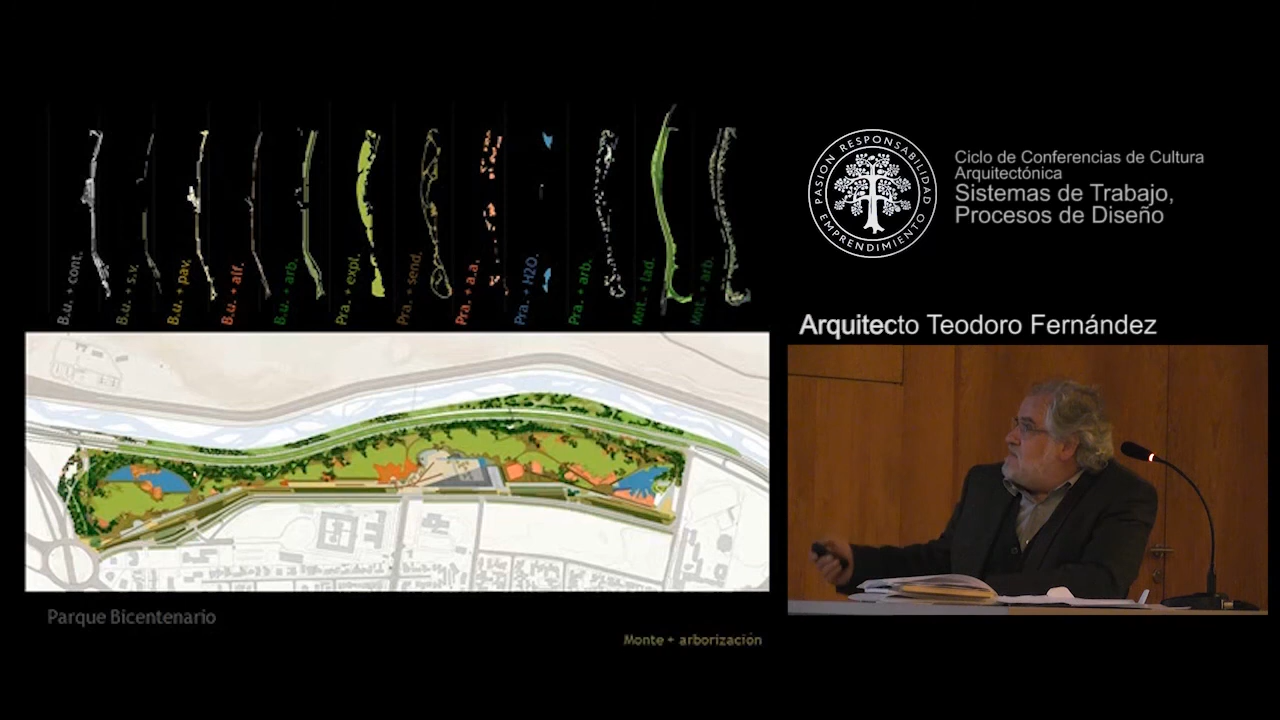 B.u. + cont.
B.u. + s.v.
B.u. + pav.
B.u. + alf.
B.u. + arb.
Pra. + expl.
Pra. + send.
Pra. + a.a.
Pra. + H2O.
Pra. + arb.
Mnt. + lad.
Mnt. + arb.
Parque Bicentenario
Monte + arborización
PASION RESPONSABILIDAD EMPRENDIMIENTO
Ciclo de Conferencias de Cultura
Arquitectónica
Sistemas de Trabajo,
Procesos de Diseño
Arquitecto Teodoro Fernández